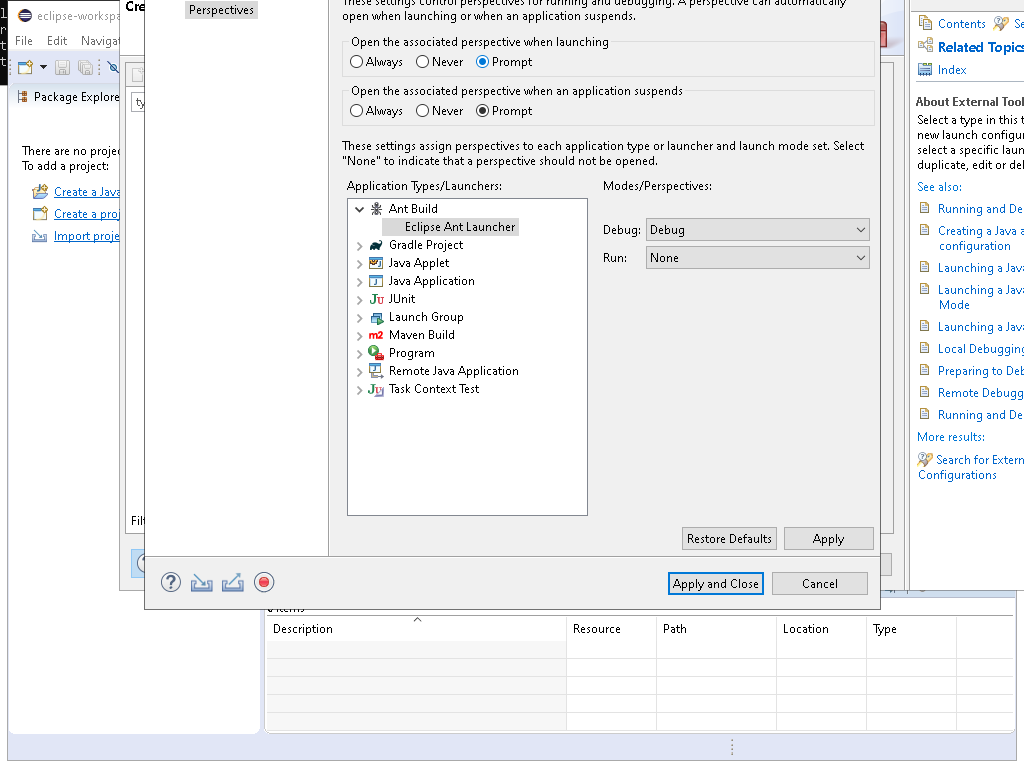 eclipse-workspa
File Edit Navigat
Package Explore
There are no projec
To add a project:
Create a Java
Create a proj
Import proje
Cre
ty
Filt
Perspectives
These settings control perspectives for running and debugging. A perspective can automatically
open when launching or when an application suspends.
Open the associated perspective when launching
Always Never Prompt
Open the associated perspective when an application suspends
Always Never Prompt
These settings assign perspectives to each application type or launcher and launch mode set. Select
"None" to indicate that a perspective should not be opened.
Application Types/Launchers:
Modes/Perspectives:
Ant Build
Eclipse Ant Launcher
Gradle Project
Java Applet
Java Application
JUnit
Launch Group
Maven Build
Program
Remote Java Application
Task Context Test
Debug: Debug
Run: None
Restore Defaults Apply
Apply and Close Cancel
Contents Se
Related Topics
Index
About External Tool
Select a type in this t
new launch configur
select a specific laun
duplicate, edit or del
See also:
Running and De
Creating a Java a
configuration
Launching a Java
Launching a Java
Mode
Launching a Java
Local Debugging
Preparing to Deb
Remote Debugg
Running and De
More results:
Search for Extern
Configurations
0 items
Description Resource Path Location Type